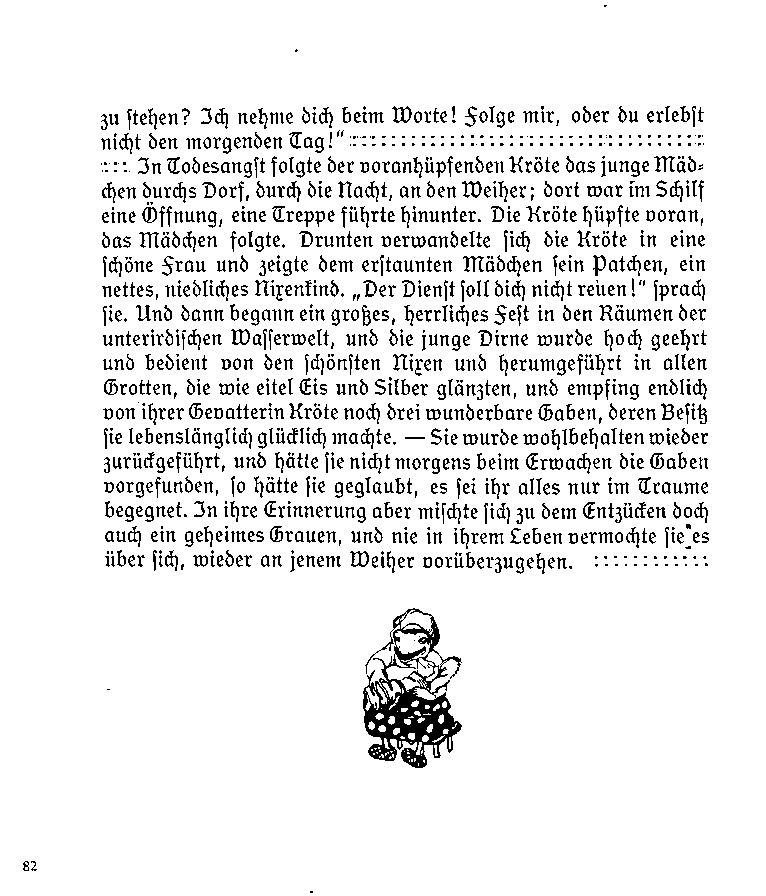 zu stehen? Ich nehme dich beim Worte! Folge mir, oder du erlebst
nicht den morgenden Tag!“ :::::::::::::::::::::::::::::::::::
::: In Todesangst folgte der voranhüpfenden Kröte das junge Mäd-
chen durchs Dorf, durch die Nacht, an den Weiher; dort war im Schilf
eine Öffnung, eine Treppe führte hinunter. Die Kröte hüpfte voran,
das Mädchen folgte. Drunten verwandelte sich die Kröte in eine
schöne Frau und zeigte dem erstaunten Mädchen sein Patchen, ein
nettes, niedliches Nixenkind. „Der Dienst soll dich nicht reuen!“ sprach
sie. Und dann begann ein großes, herrliches Fest in den Räumen der
unterirdischen Wasserwelt, und die junge Dirne wurde hoch geehrt
und bedient von den schönsten Nixen und herumgeführt in allen
Grotten, die wie eitel Eis und Silber glänzten, und empfing endlich
von ihrer Gevatterin Kröte noch drei wunderbare Gaben, deren Besitz
sie lebenslänglich glücklich machte. — Sie wurde wohlbehalten wieder
zurückgeführt, und hätte sie nicht morgens beim Erwachen die Gaben
vorgefunden, so hätte sie geglaubt, es sei ihr alles nur im Traume
begegnet. In ihre Erinnerung aber mischte sich zu dem Entzücken doch
auch ein geheimes Grauen, und nie in ihrem Leben vermochte sie es
über sich, wieder an jenem Weiher vorüberzugehen. ::::::::::::
82